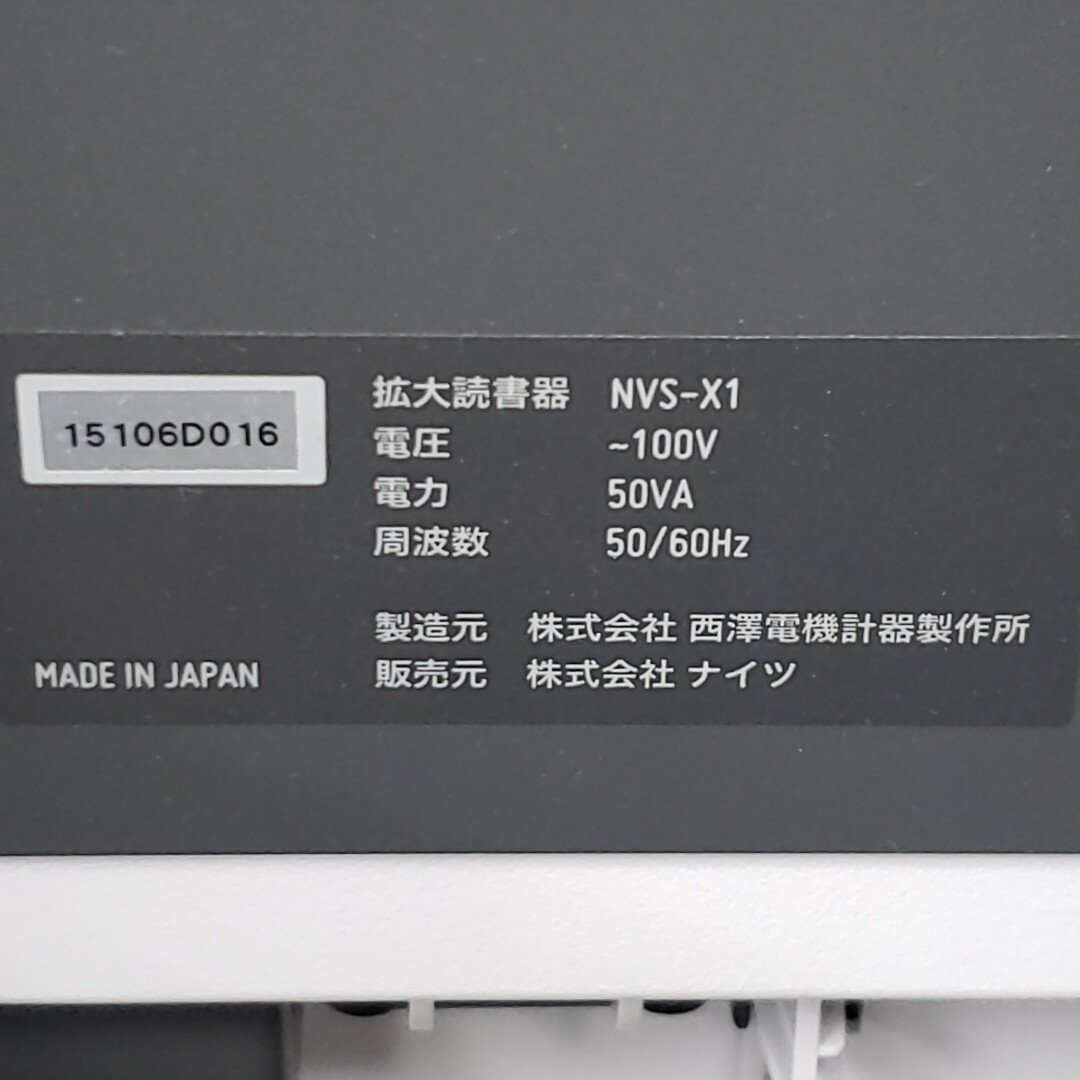 15106D016
拡大読書器 NVS-X1
電圧 ~100V
電力 50VA
周波数 50/60Hz
製造元 株式会社 西澤電機計器製作所
販売元 株式会社 ナイツ
MADE IN JAPAN